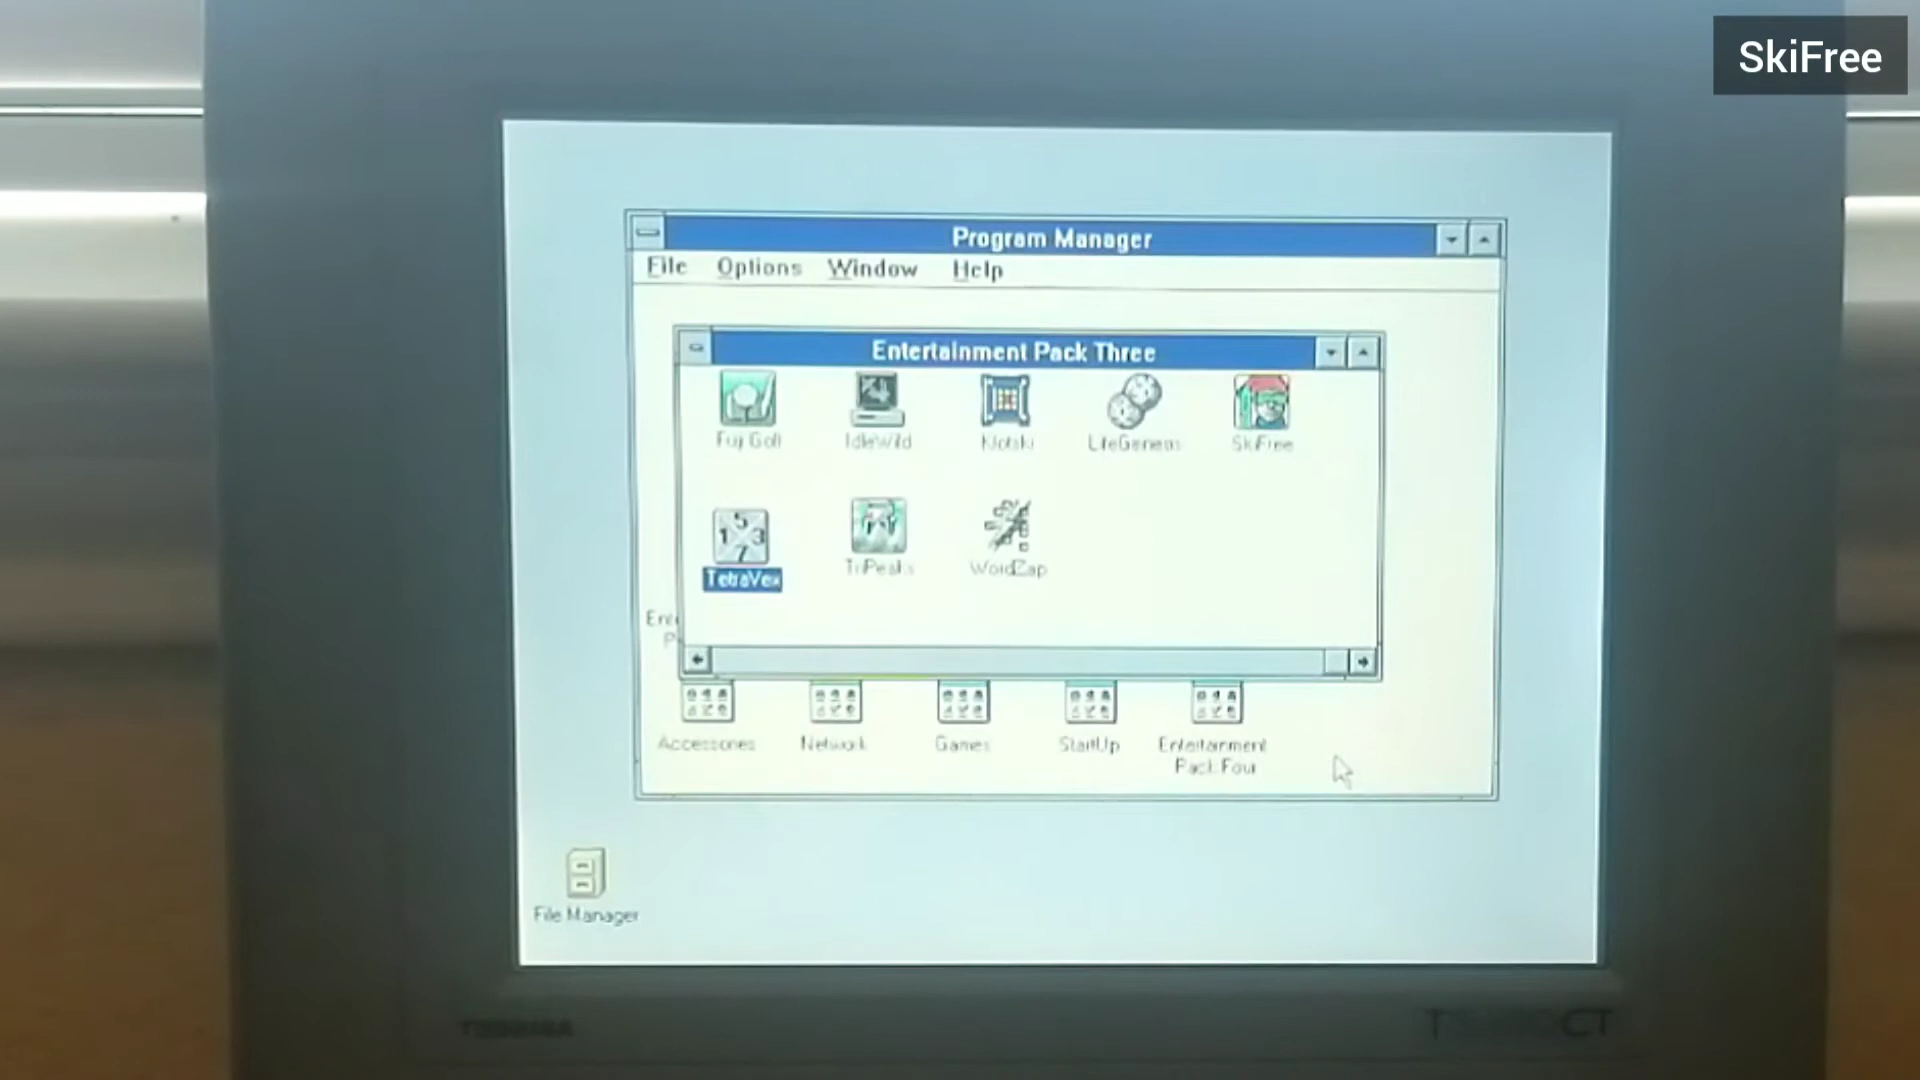 SkiFree
Program Manager
File Options Window Help
Entertainment Pack Three
Fuji Golf IdleWild Klotski LifeGenesis SkiFree
TetraVex TriPeaks WordZap
Accessories Network Games StartUp Entertainment
Pack Four
File Manager
TOSHIBA